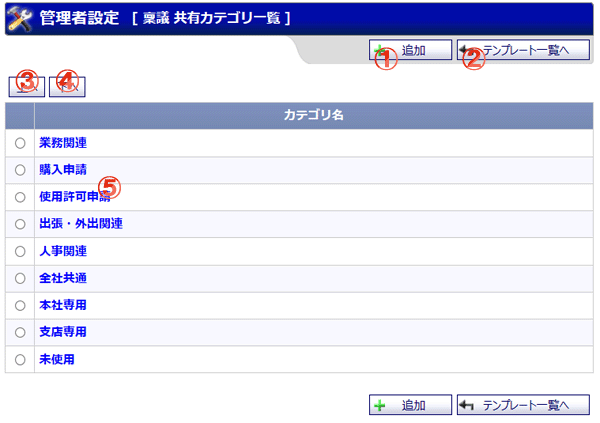 管理者設定 [ 稟議 共有カテゴリ一覧 ]
① 追加 ② テンプレート一覧へ
③ ④
カテゴリ名
業務関連
購入申請
使用許可申請 ⑤
出張・外出関連
人事関連
全社共通
本社専用
支店専用
未使用
追加 テンプレート一覧へ